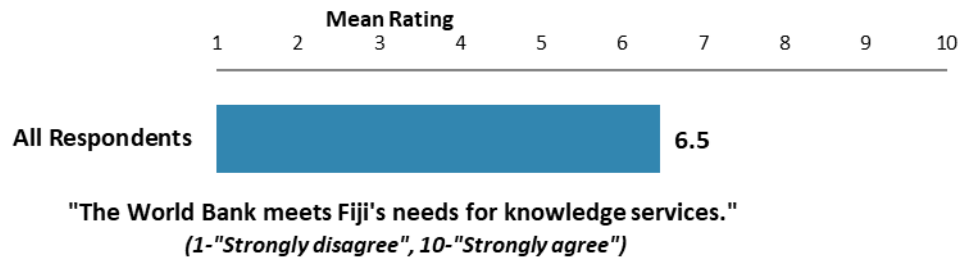 Mean Rating
1 2 3 4 5 6 7 8 9 10
All Respondents 6.5
"The World Bank meets Fiji's needs for knowledge services."
(1-"Strongly disagree", 10-"Strongly agree")